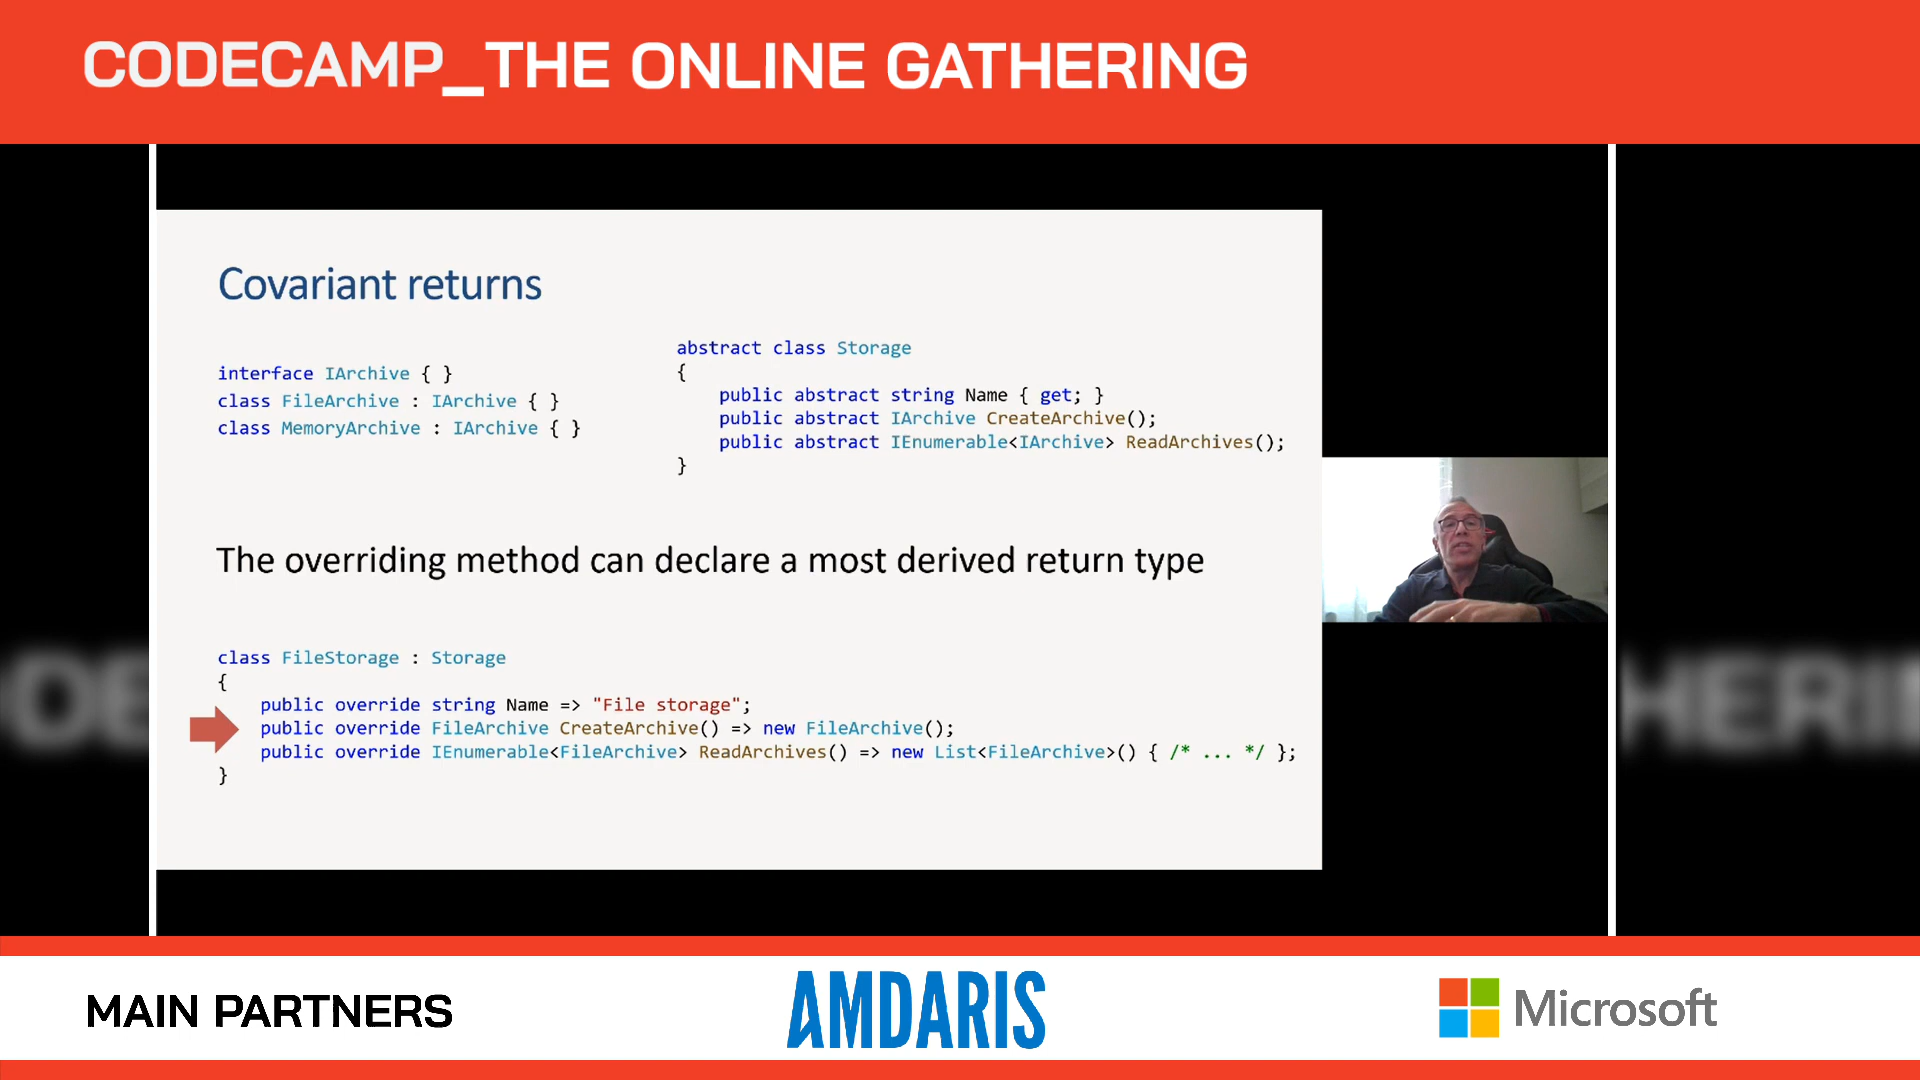 CODECAMP_THE ONLINE GATHERING
Covariant returns
interface IArchive { }
class FileArchive : IArchive { }
class MemoryArchive : IArchive { }
abstract class Storage
{
public abstract string Name { get; }
public abstract IArchive CreateArchive();
public abstract IEnumerable<IArchive> ReadArchives();
}
The overriding method can declare a most derived return type
class FileStorage : Storage
{
public override string Name => "File storage";
public override FileArchive CreateArchive() => new FileArchive();
public override IEnumerable<FileArchive> ReadArchives() => new List<FileArchive>() { /* ... */ };
}
DE
HERIN
MAIN PARTNERS
AMDARIS
Microsoft